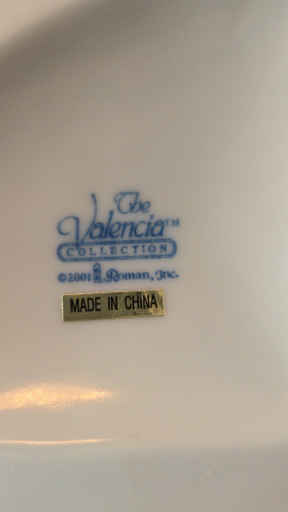 The
Valencia™
COLLECTION
©2001 Roman, Inc.
MADE IN CHINA